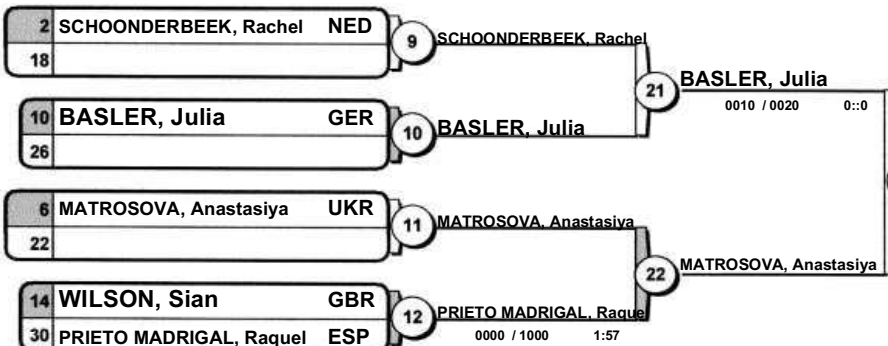 2 SCHOONDERBEEK, Rachel NED
18
9 SCHOONDERBEEK, Rachel
21 BASLER, Julia
0010 / 0020 0::0
10 BASLER, Julia GER
26
10 BASLER, Julia
6 MATROSOVA, Anastasiya UKR
22
11 MATROSOVA, Anastasiya
22 MATROSOVA, Anastasiya
14 WILSON, Sian GBR
30 PRIETO MADRIGAL, Raquel ESP
12 PRIETO MADRIGAL, Raquel
0000 / 1000 1:57